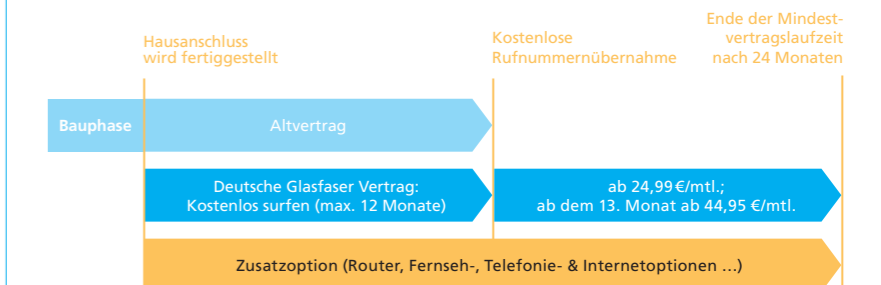 Hausanschluss
wird fertiggestellt
Kostenlose
Rufnummernübernahme
Ende der Mindest-
vertragslaufzeit
nach 24 Monaten
Bauphase
Altvertrag
Deutsche Glasfaser Vertrag:
Kostenlos surfen (max. 12 Monate)
ab 24,99 €/mtl.;
ab dem 13. Monat ab 44,95 €/mtl.
Zusatzoption (Router, Fernseh-, Telefonie- & Internetoptionen ...)